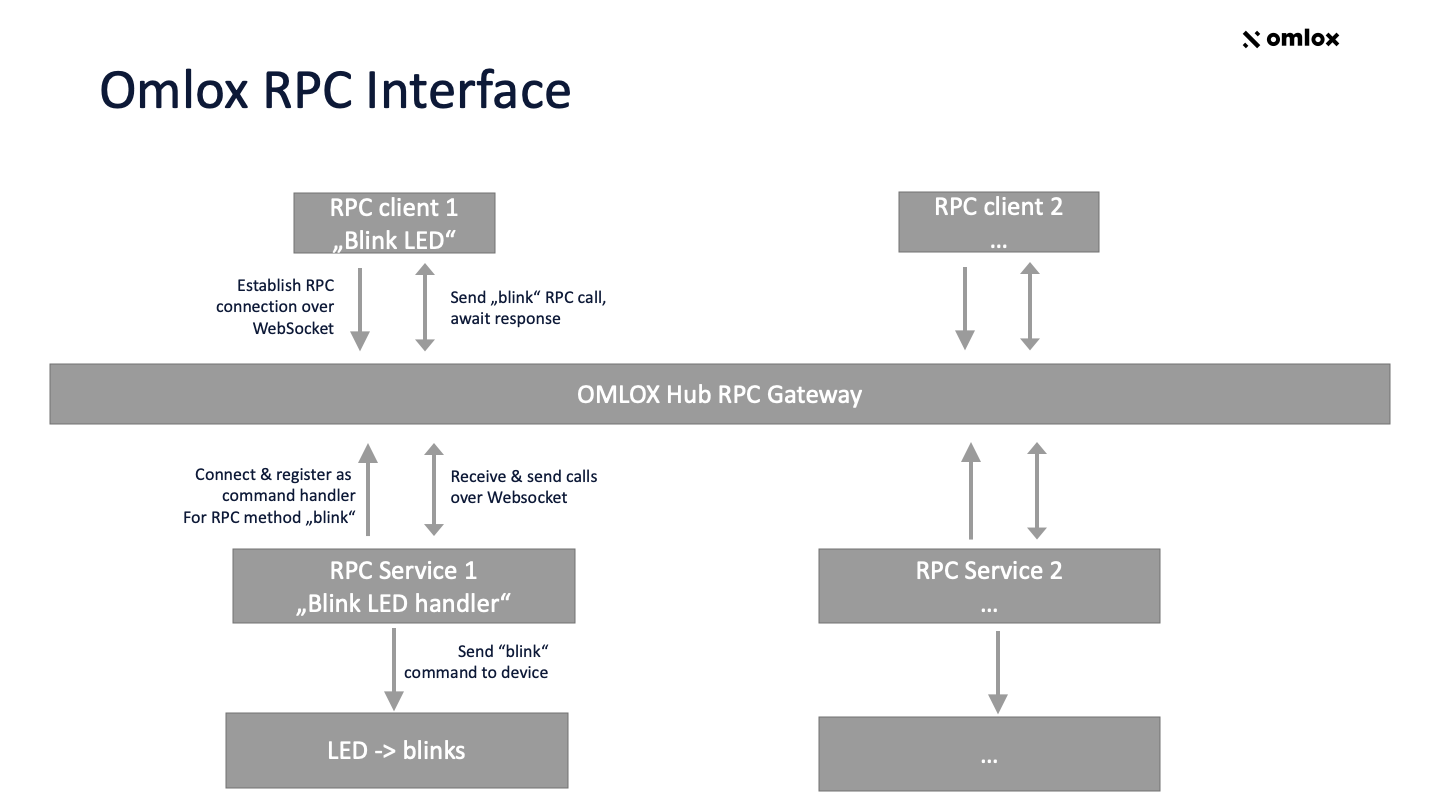 omlox
Omlox RPC Interface
RPC client 1
„Blink LED“
RPC client 2
...
Establish RPC
connection over
WebSocket
Send „blink“ RPC call,
await response
OMLOX Hub RPC Gateway
Connect & register as
command handler
For RPC method „blink“
Receive & send calls
over Websocket
RPC Service 1
„Blink LED handler“
RPC Service 2
...
Send “blink“
command to device
LED -> blinks
...